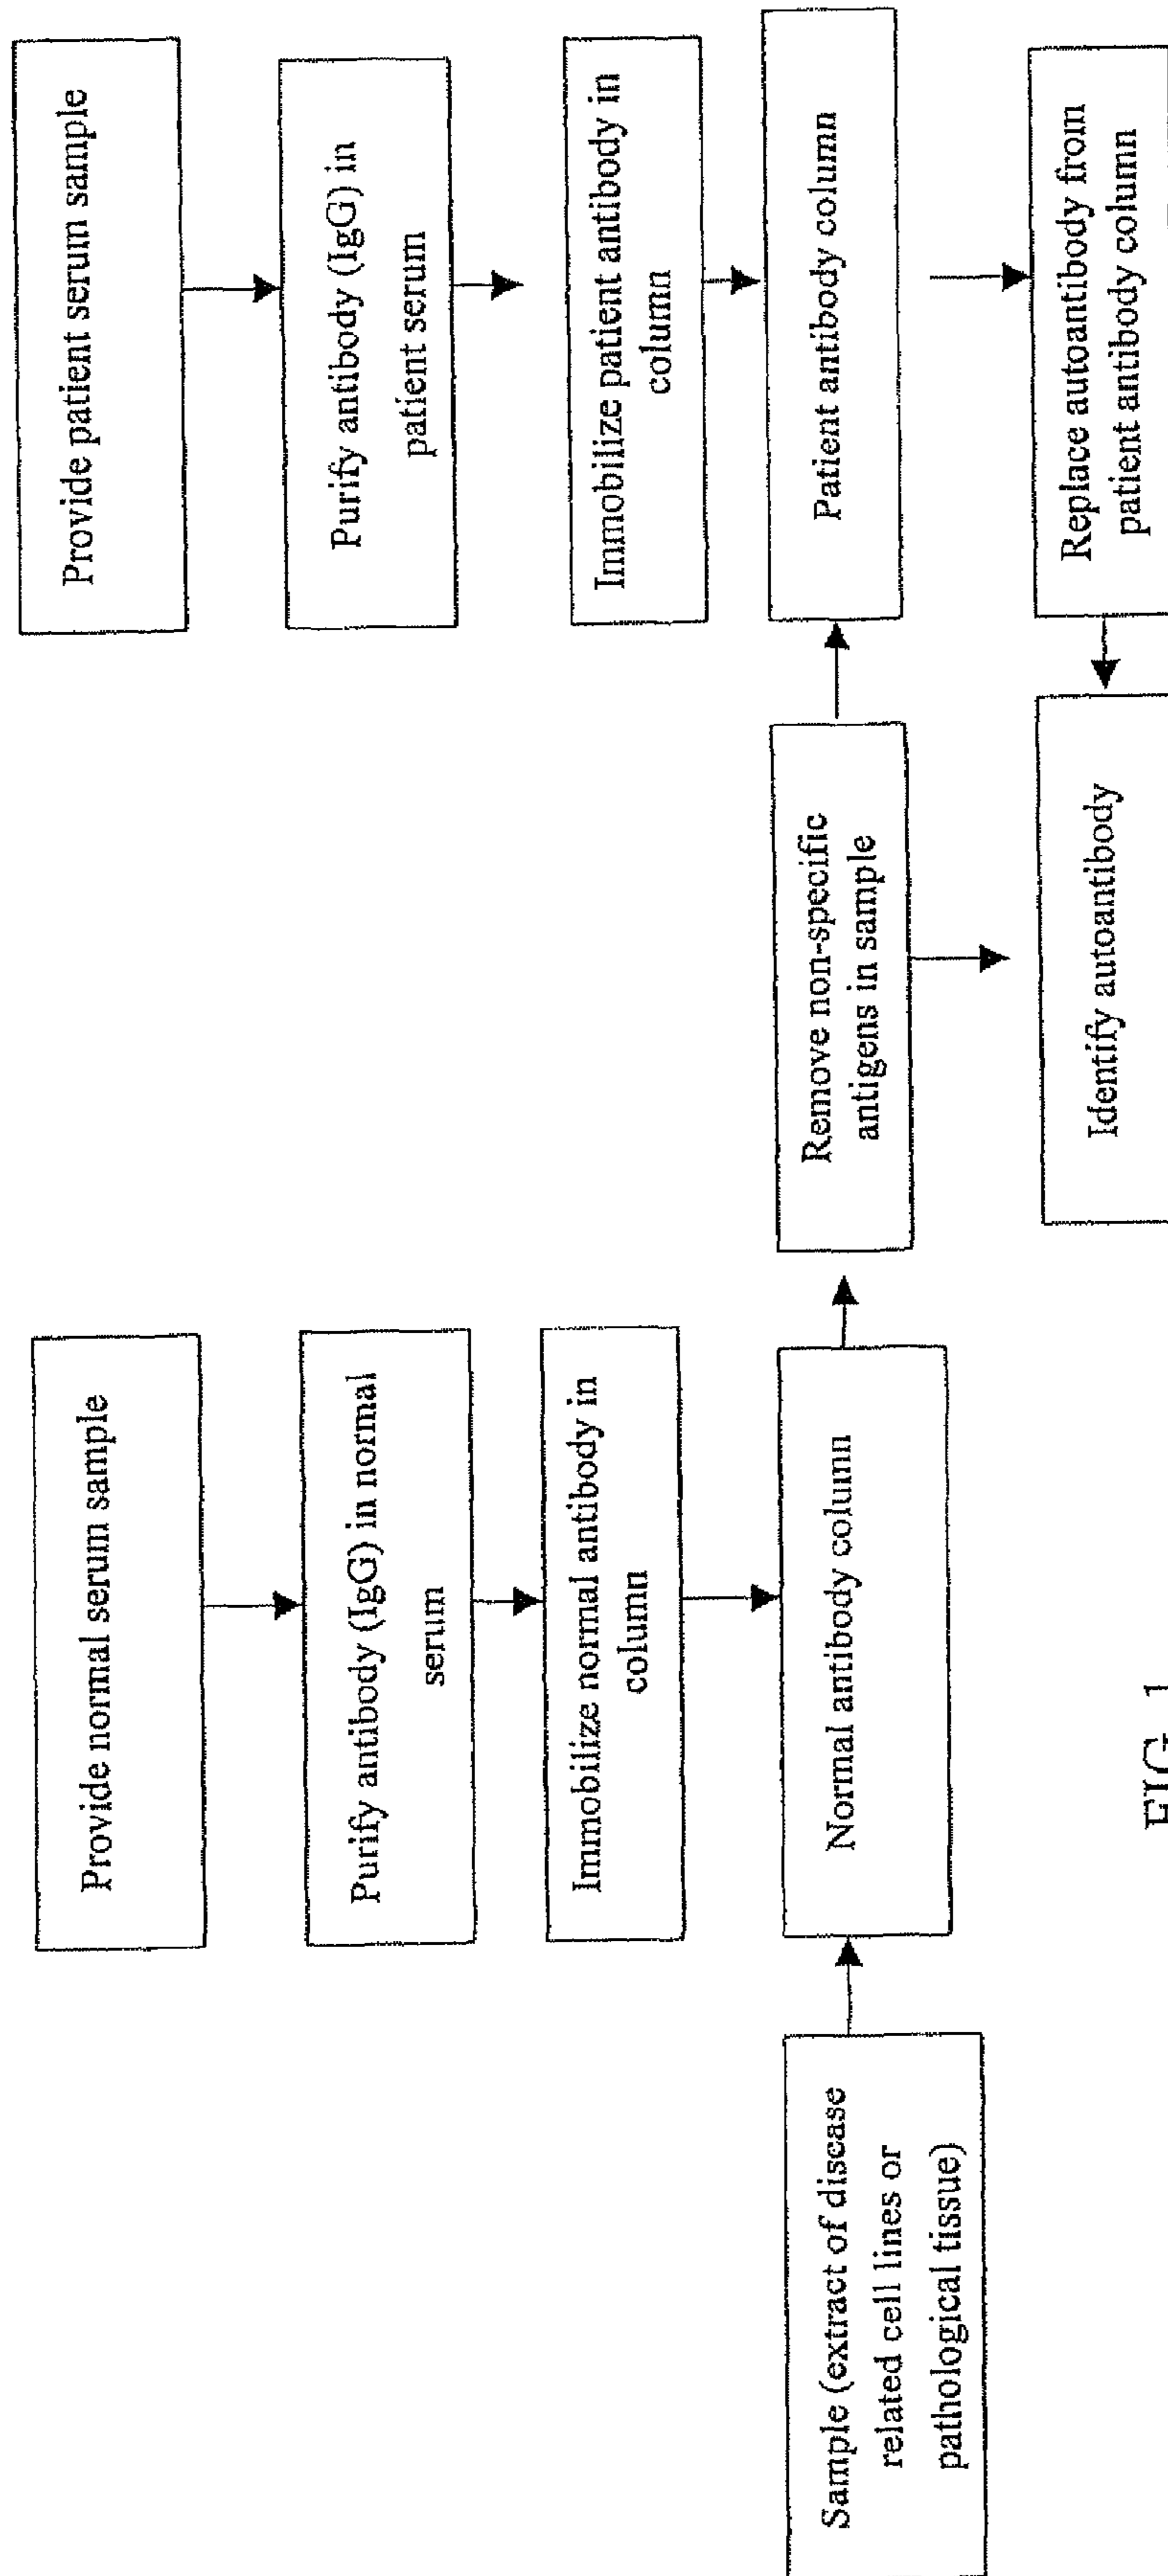 Provide normal serum sample
Purify antibody (IgG) in normal
serum
Immobilize normal antibody in
column
Sample (extract of disease
related cell lines or
pathological tissue)
Normal antibody column
Remove non-specific
antigens in sample
Provide patient serum sample
Purify antibody (IgG) in
patient serum
Immobilize patient antibody in
column
Patient antibody column
Replace autoantibody from
patient antibody column
Identify autoantibody
FIG. 1